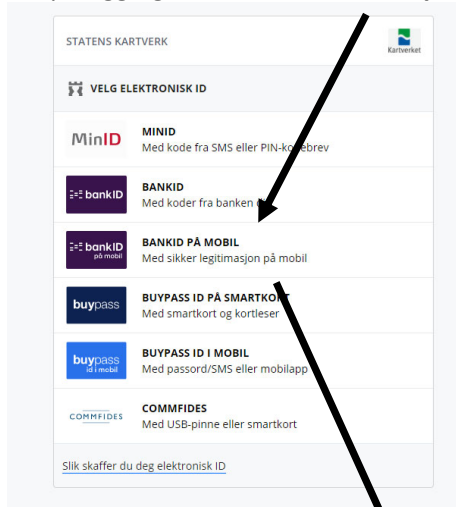 STATENS KARTVERK
Kartverket
VELG ELEKTRONISK ID
MinID
MINID
Med kode fra SMS eller PIN-kodebrev
bankID
BANKID
Med koder fra banken
bankID
på mobil
BANKID PÅ MOBIL
Med sikker legitimasjon på mobil
buypass
BUYPASS ID PÅ SMARTKORT
Med smartkort og kortleser
buypass
id i mobil
BUYPASS ID I MOBIL
Med passord/SMS eller mobilapp
COMMFIDES
COMMFIDES
Med USB-pinne eller smartkort
Slik skaffer du deg elektronisk ID